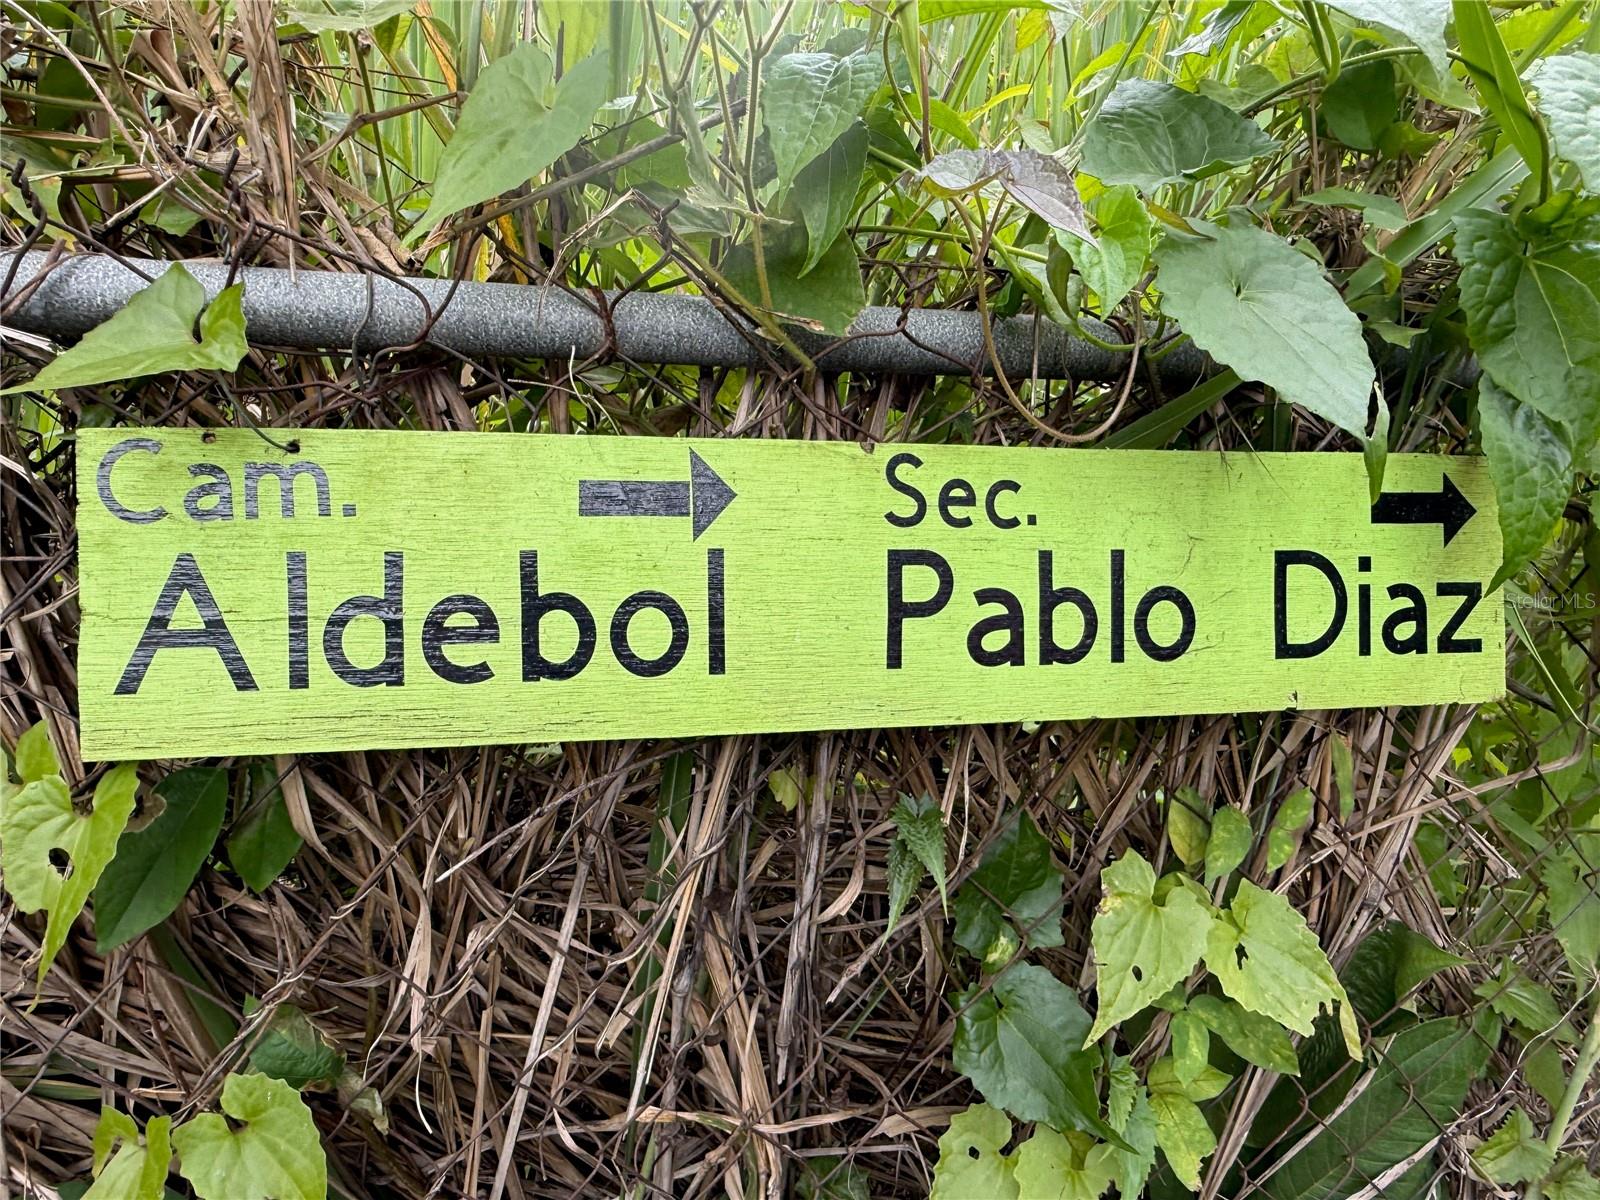 Cam. → Sec. →
Aldebol Pablo Diaz
Stellar MLS